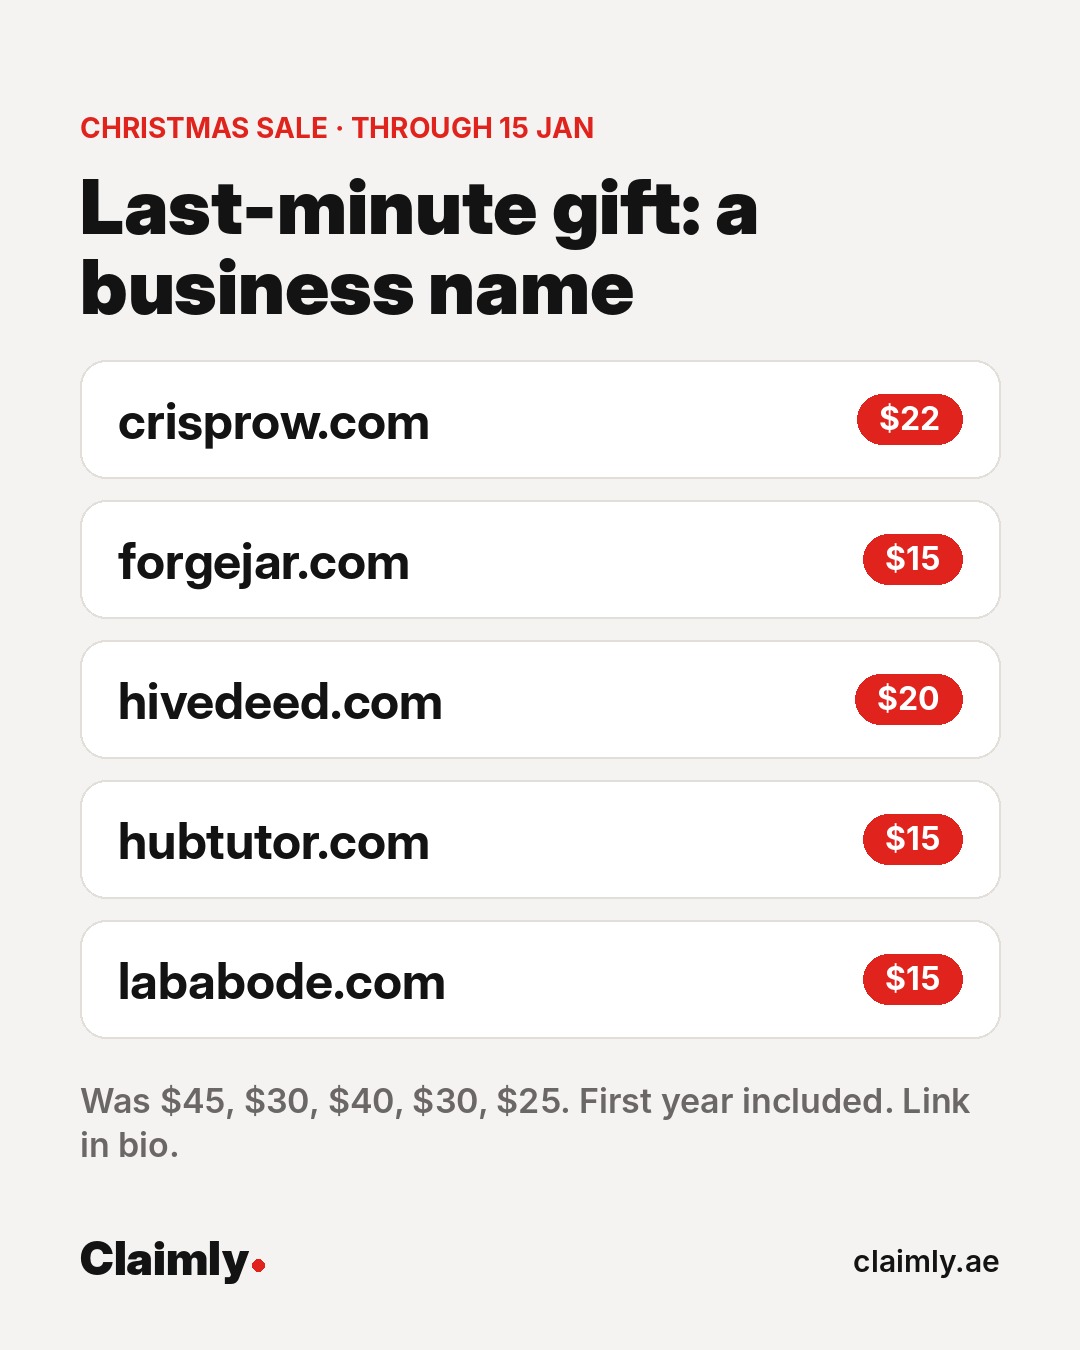 CHRISTMAS SALE · THROUGH 15 JAN
Last-minute gift: a
business name
crisprow.com $22
forgejar.com $15
hivedeed.com $20
hubtutor.com $15
lababode.com $15
Was $45, $30, $40, $30, $25. First year included. Link
in bio.
Claimly. claimly.ae